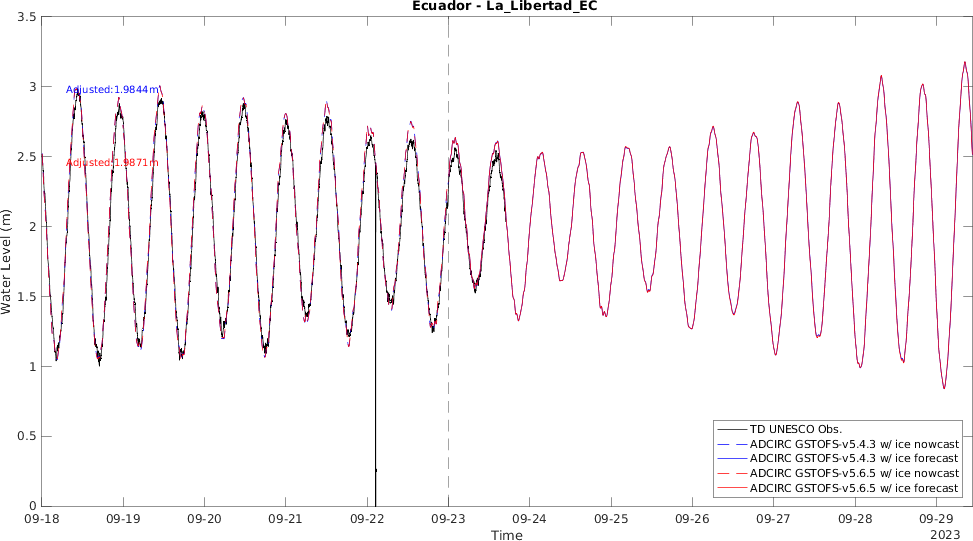 Ecuador - La_Libertad_EC
3.5
3
2.5
2
1.5
1
0.5
0
Water Level (m)
Adjusted:1.9844m
Adjusted:1.9871m
TD UNESCO Obs.
ADCIRC GSTOFS-v5.4.3 w/ ice nowcast
ADCIRC GSTOFS-v5.4.3 w/ ice forecast
ADCIRC GSTOFS-v5.6.5 w/ ice nowcast
ADCIRC GSTOFS-v5.6.5 w/ ice forecast
09-18 09-19 09-20 09-21 09-22 09-23 09-24 09-25 09-26 09-27 09-28 09-29
Time
2023